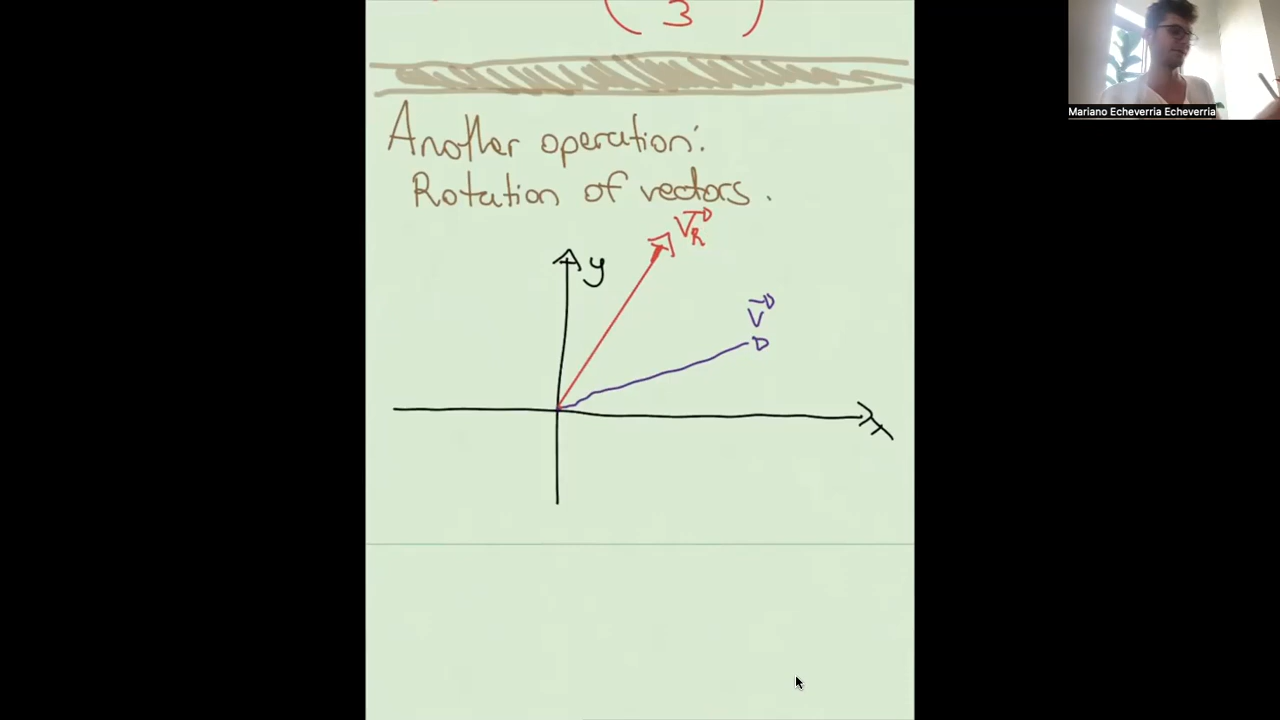 3
Mariano Echeverria Echeverria
Another operation:
Rotation of vectors.
V_R
y
V